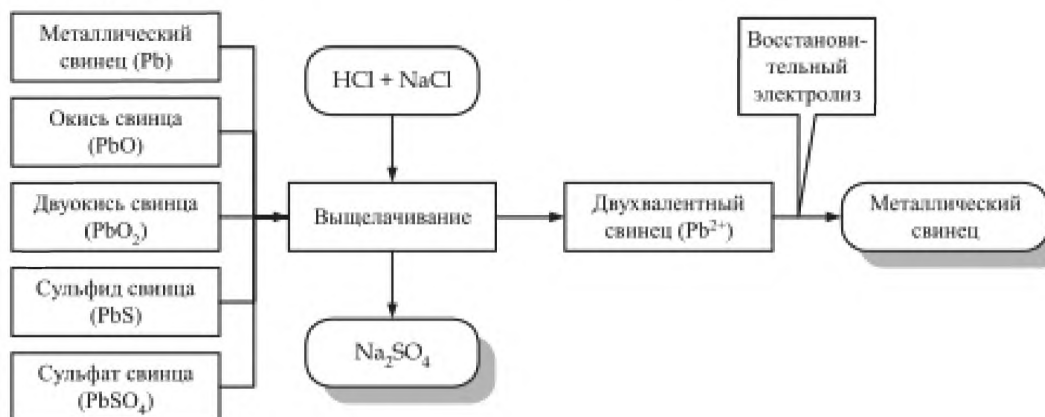 Металлический
свинец (Pb)
Окись свинца
(PbO)
Двуокись свинца
(PbO₂)
Сульфид свинца
(PbS)
Сульфат свинца
(PbSO₄)
HCl + NaCl
Выщелачивание
Na₂SO₄
Двухвалентный
свинец (Pb²⁺)
Восстанови-
тельный
электролиз
Металлический
свинец